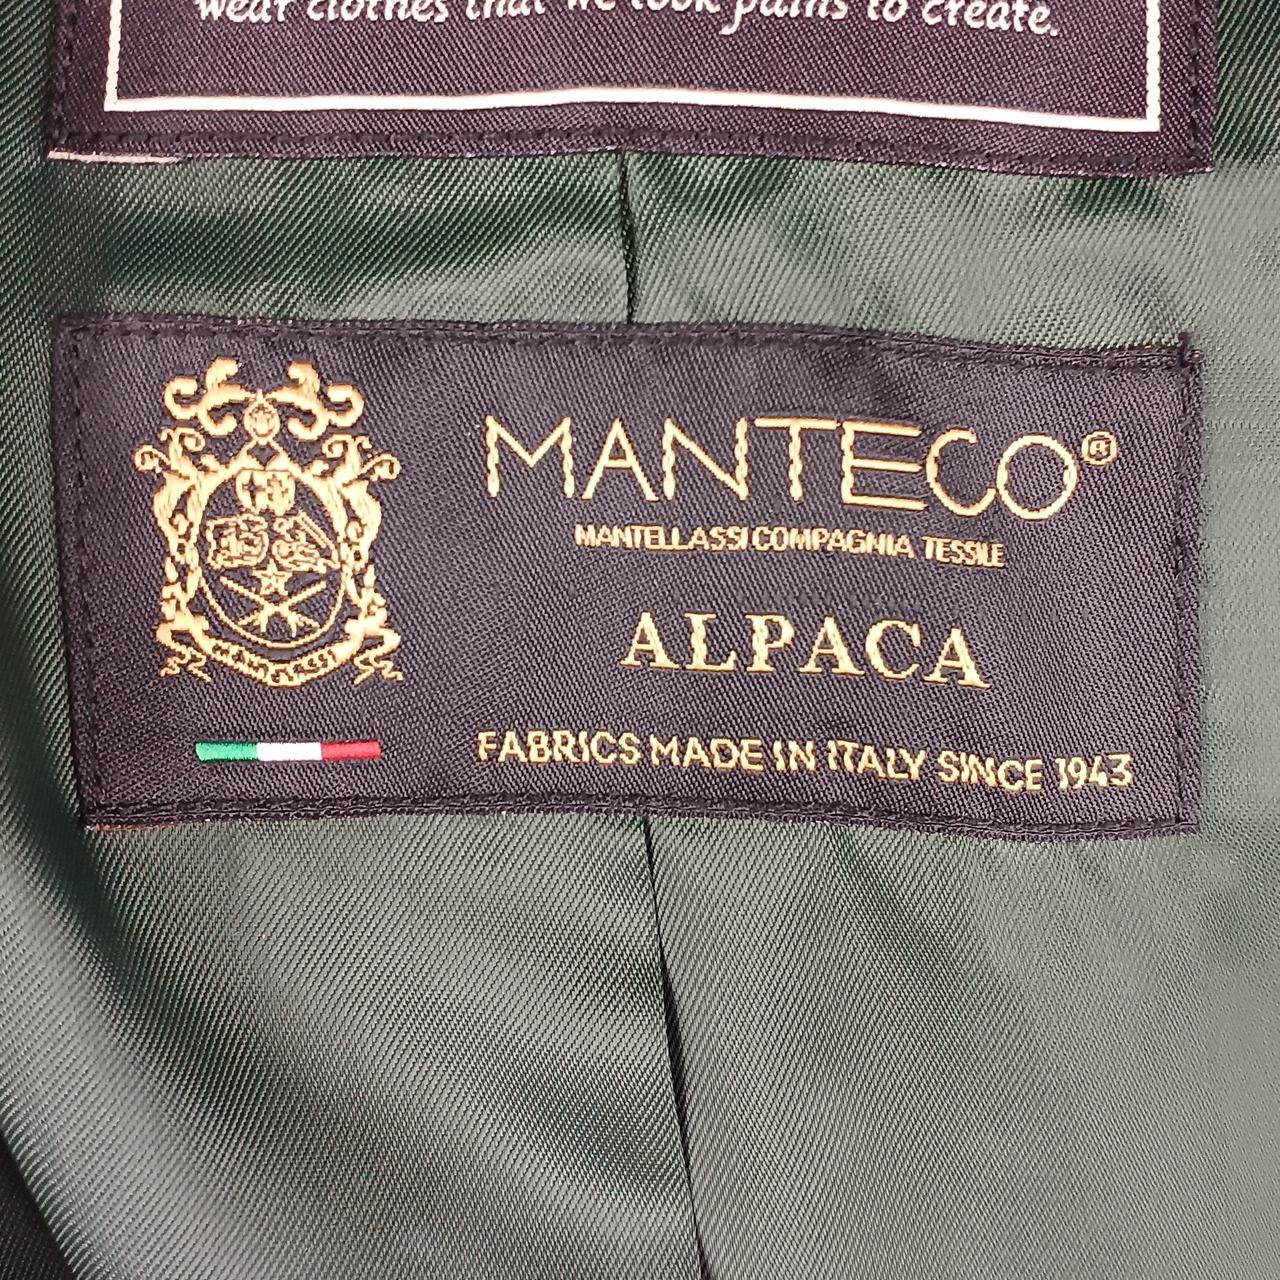 wear clothes that we took pains to create.
MANTECO®
MANTELLASSI COMPAGNIA TESSILE
ALPACA
FABRICS MADE IN ITALY SINCE 1943